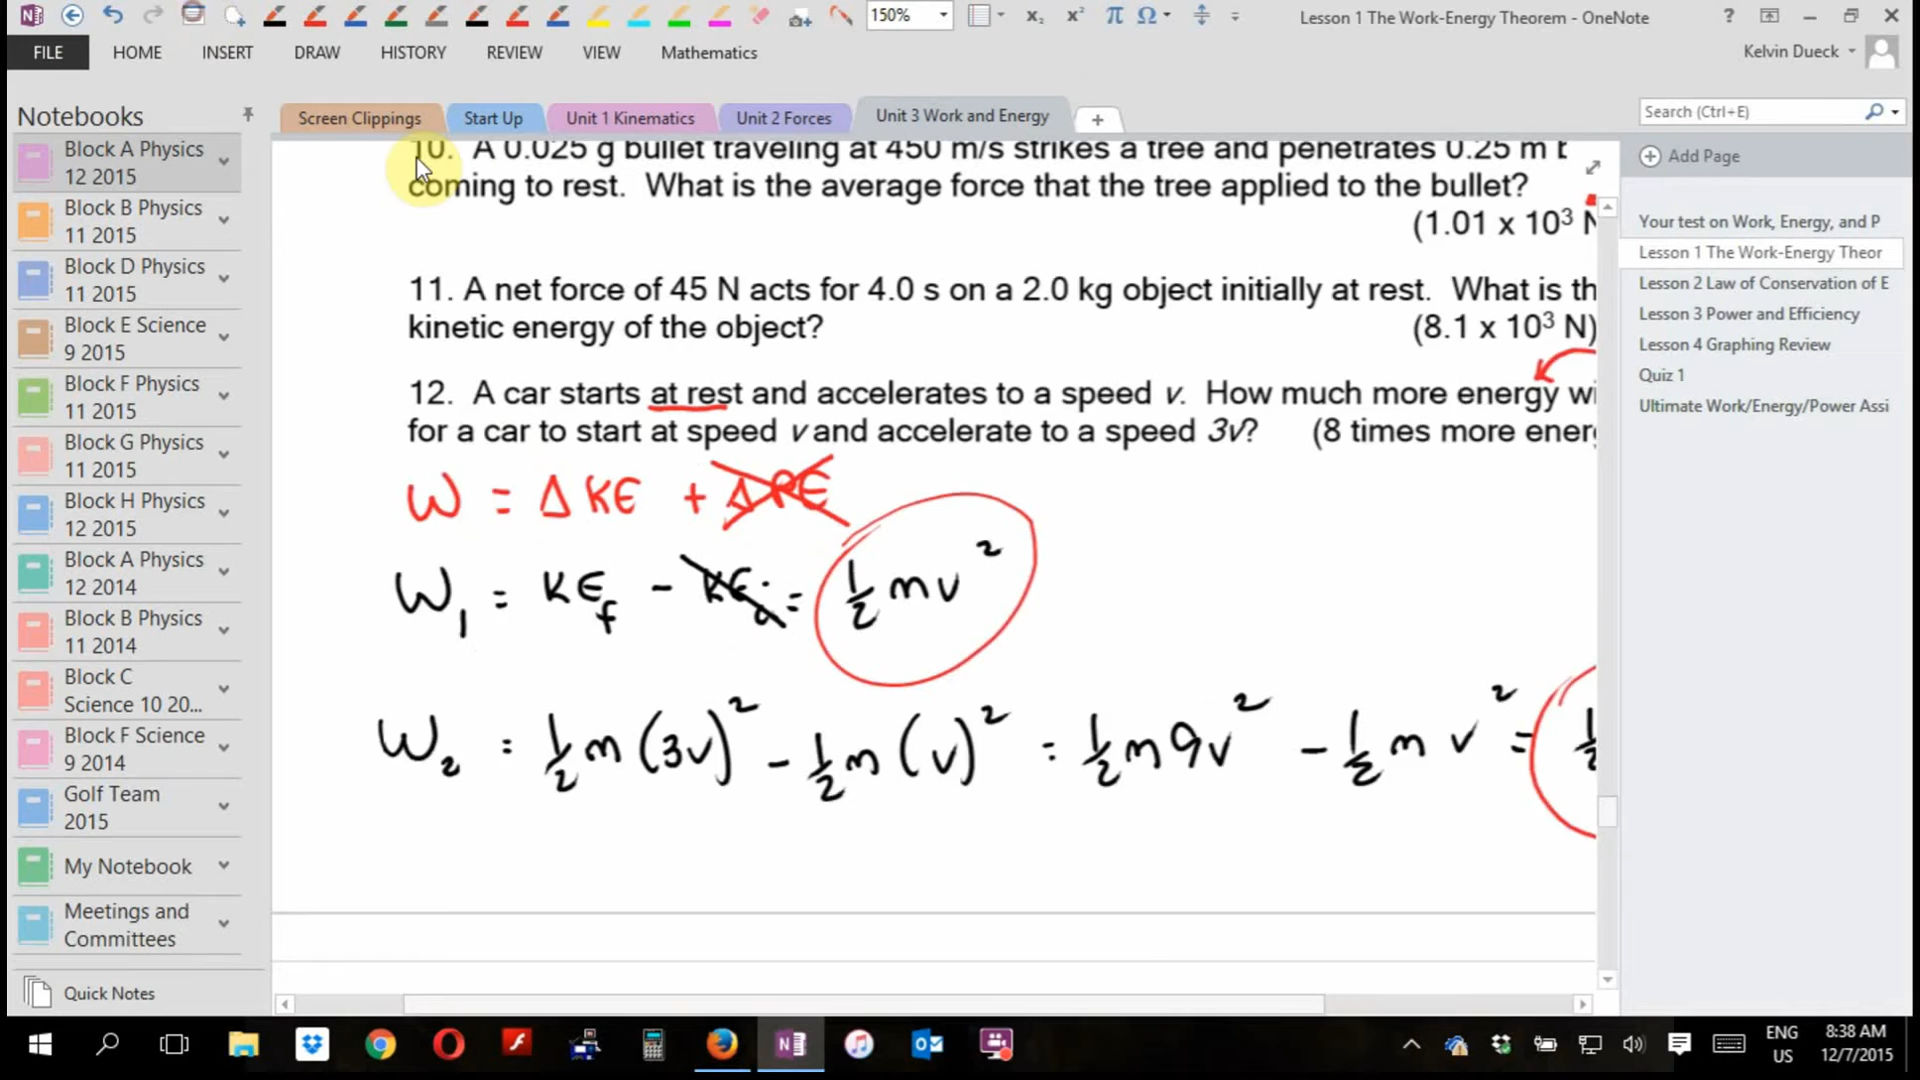 150%
x₂ x² π Ω
Lesson 1 The Work-Energy Theorem - OneNote
?
FILE HOME INSERT DRAW HISTORY REVIEW VIEW Mathematics
Kelvin Dueck
Notebooks
Screen Clippings Start Up Unit 1 Kinematics Unit 2 Forces Unit 3 Work and Energy +
Search (Ctrl+E)
Block A Physics
12 2015
Block B Physics
11 2015
Block D Physics
11 2015
Block E Science
9 2015
Block F Physics
11 2015
Block G Physics
11 2015
Block H Physics
12 2015
Block A Physics
12 2014
Block B Physics
11 2014
Block C
Science 10 20...
Block F Science
9 2014
Golf Team
2015
My Notebook
Meetings and
Committees
Quick Notes
10. A 0.025 g bullet traveling at 450 m/s strikes a tree and penetrates 0.25 m
coming to rest. What is the average force that the tree applied to the bullet?
(1.01 x 10³ N
11. A net force of 45 N acts for 4.0 s on a 2.0 kg object initially at rest. What is th
kinetic energy of the object? (8.1 x 10³ N)
12. A car starts at rest and accelerates to a speed v. How much more energy wi
for a car to start at speed v and accelerate to a speed 3v? (8 times more ener
W = ΔKE + ΔPE
W₁ = KEf - KEi = ½mv²
W₂ = ½m(3v)² - ½m(v)² = ½m9v² - ½mv² =
Add Page
Your test on Work, Energy, and P
Lesson 1 The Work-Energy Theor
Lesson 2 Law of Conservation of E
Lesson 3 Power and Efficiency
Lesson 4 Graphing Review
Quiz 1
Ultimate Work/Energy/Power Assi
ENG
US
8:38 AM
12/7/2015